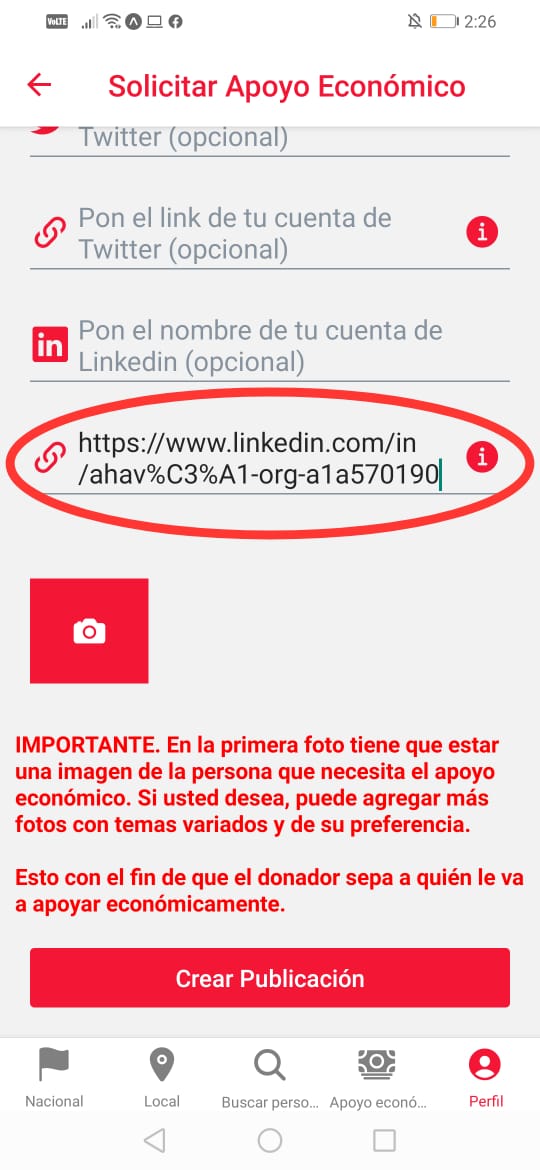 VoLTE 2:26
Solicitar Apoyo Económico
Twitter (opcional)
Pon el link de tu cuenta de
Twitter (opcional)
in Pon el nombre de tu cuenta de
Linkedin (opcional)
https://www.linkedin.com/in
/ahav%C3%A1-org-a1a570190
IMPORTANTE. En la primera foto tiene que estar
una imagen de la persona que necesita el apoyo
económico. Si usted desea, puede agregar más
fotos con temas variados y de su preferencia.
Esto con el fin de que el donador sepa a quién le va
a apoyar económicamente.
Crear Publicación
Nacional Local Buscar perso... Apoyo econó... Perfil